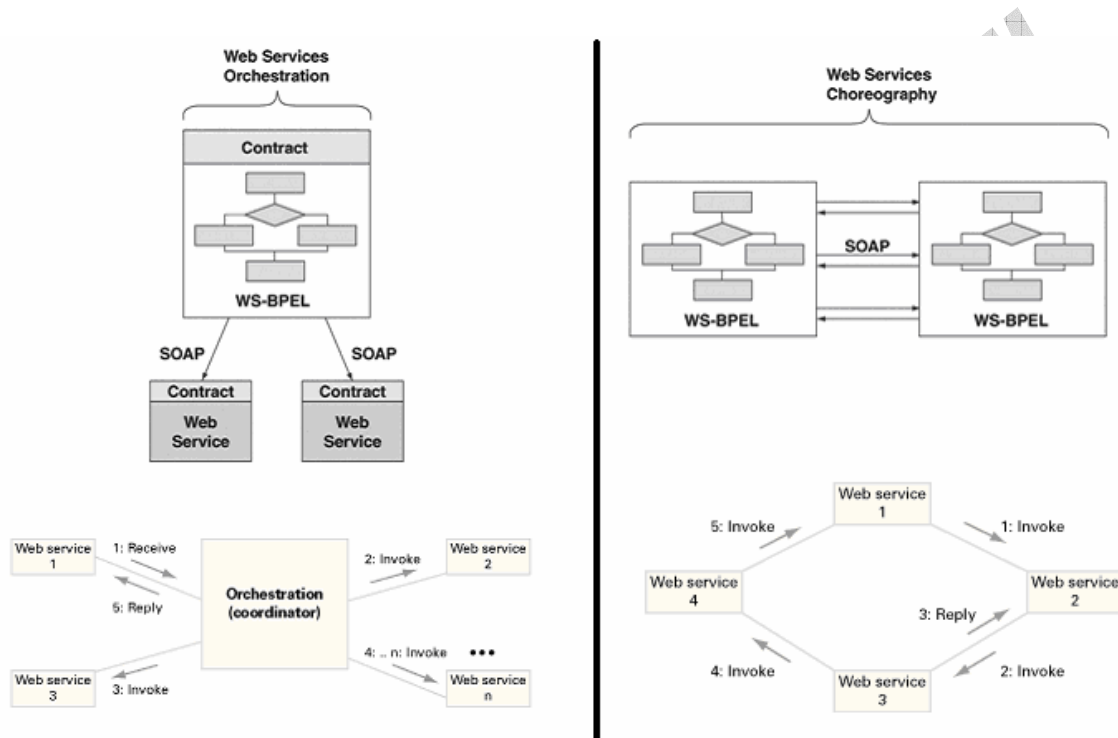 Web Services
Orchestration
Contract
WS-BPEL
SOAP SOAP
Contract Contract
Web Web
Service Service
Web service
1
1: Receive
5: Reply
Orchestration
(coordinator)
2: Invoke
Web service
2
Web service
3
3: Invoke
4: .. n: Invoke •••
Web service
n
Web Services
Choreography
SOAP
WS-BPEL WS-BPEL
Web service
1
5: Invoke
1: Invoke
Web service
4
Web service
2
3: Reply
4: Invoke
2: Invoke
Web service
3